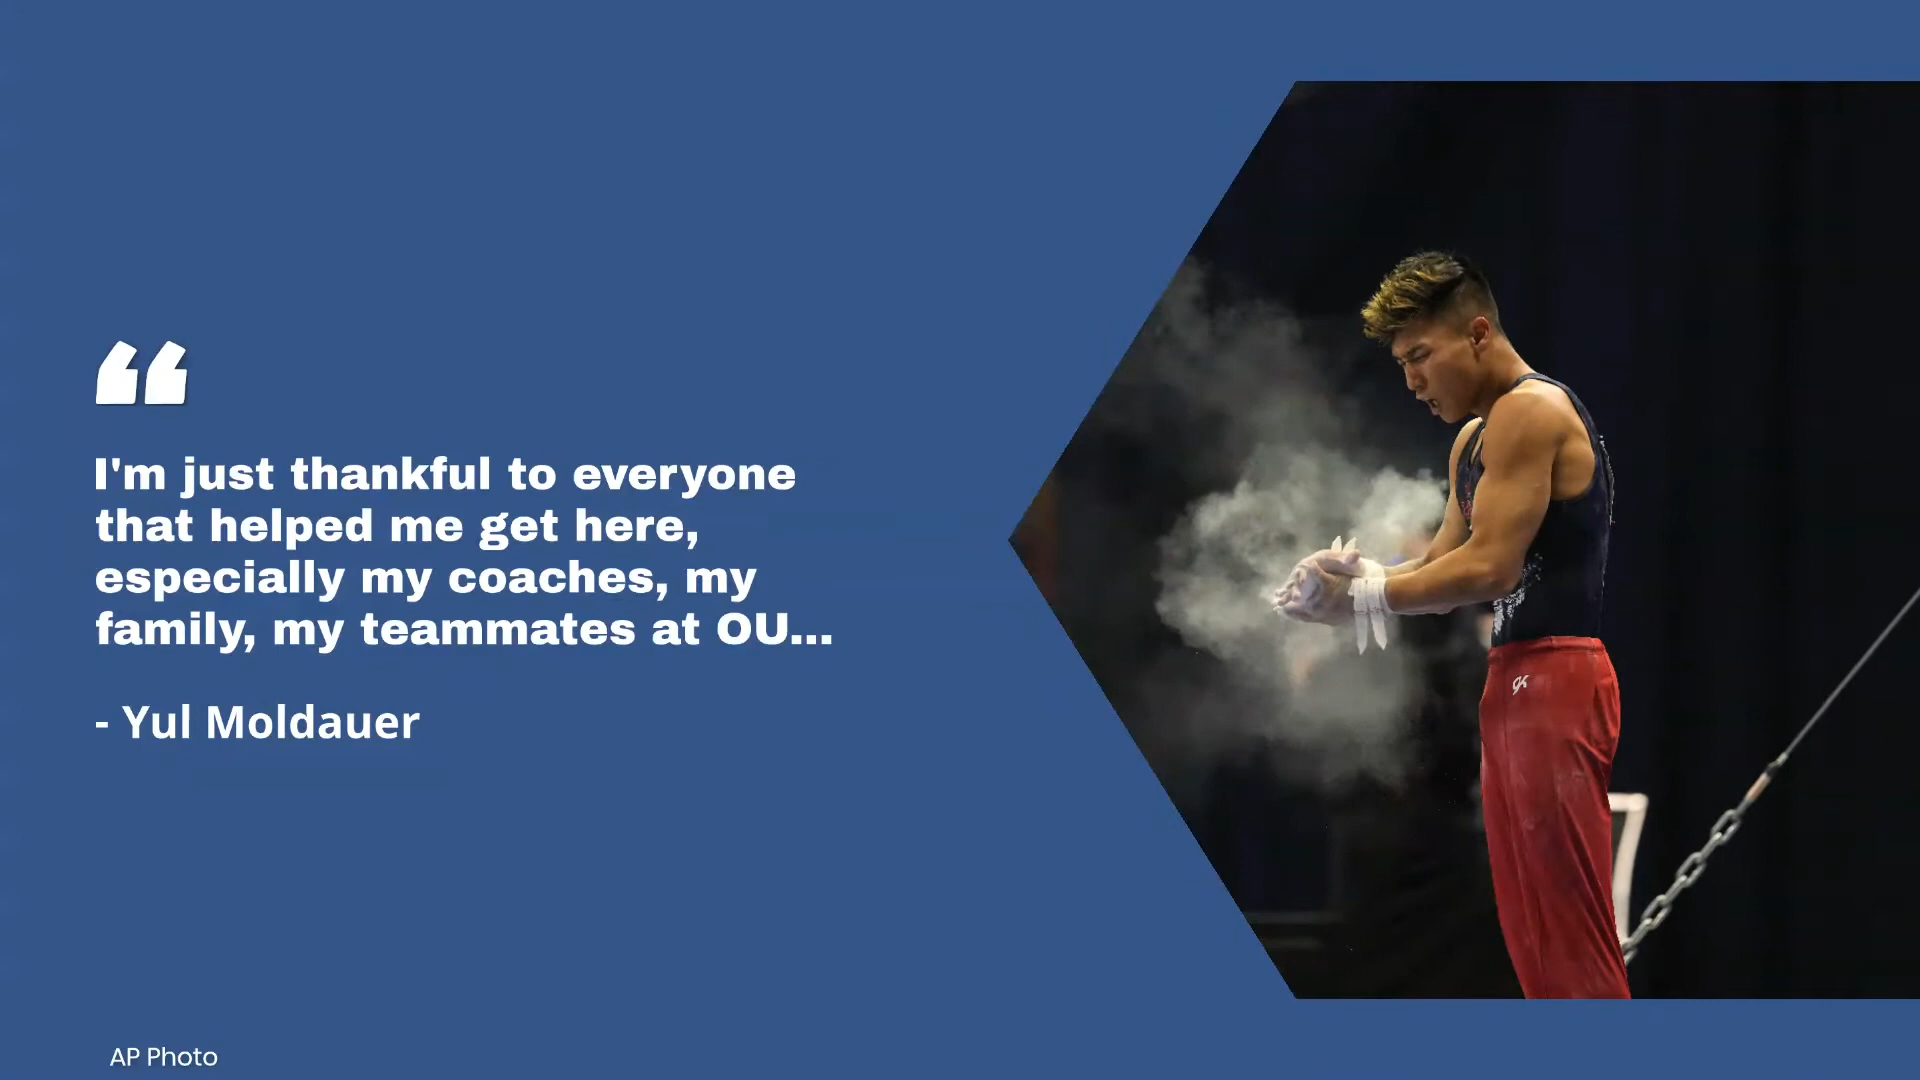 “
I'm just thankful to everyone
that helped me get here,
especially my coaches, my
family, my teammates at OU...
- Yul Moldauer
GK
AP Photo